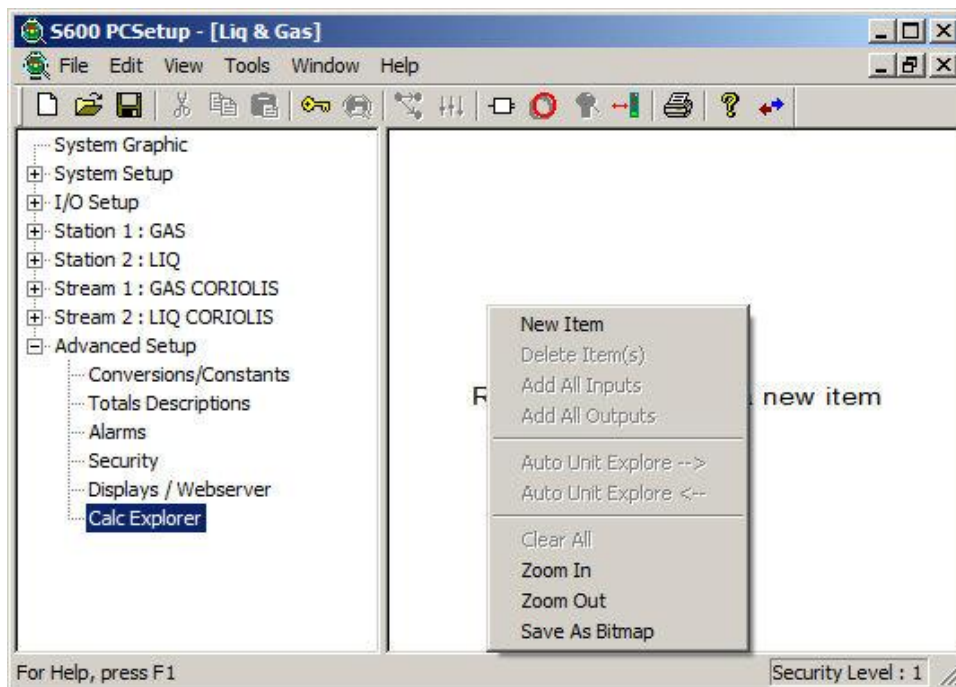 S600 PCSetup - [Liq & Gas]
File Edit View Tools Window Help
System Graphic
System Setup
I/O Setup
Station 1 : GAS
Station 2 : LIQ
Stream 1 : GAS CORIOLIS
Stream 2 : LIQ CORIOLIS
Advanced Setup
Conversions/Constants
Totals Descriptions
Alarms
Security
Displays / Webserver
Calc Explorer
new item
New Item
Delete Item(s)
Add All Inputs
Add All Outputs
Auto Unit Explore -->
Auto Unit Explore <--
Clear All
Zoom In
Zoom Out
Save As Bitmap
For Help, press F1
Security Level : 1